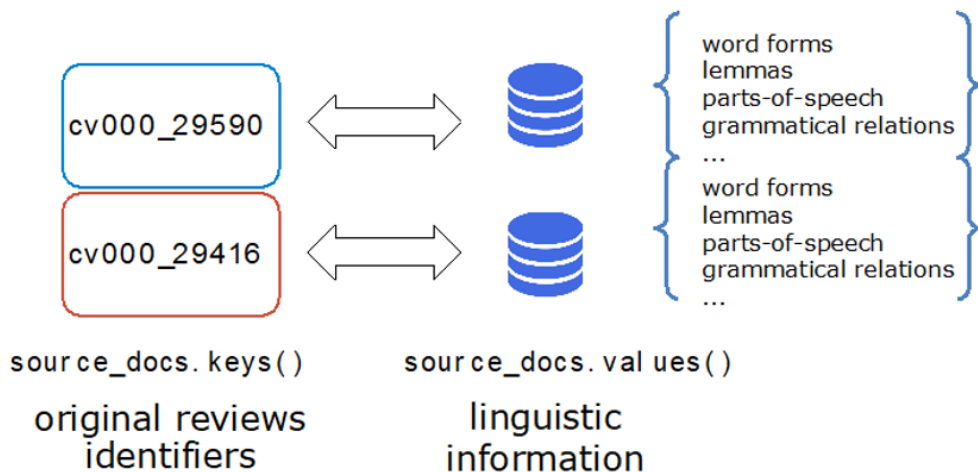 cv000_29590
cv000_29416
source_docs.keys()
original reviews
identifiers
source_docs.values()
linguistic
information
word forms
lemmas
parts-of-speech
grammatical relations
...
word forms
lemmas
parts-of-speech
grammatical relations
...